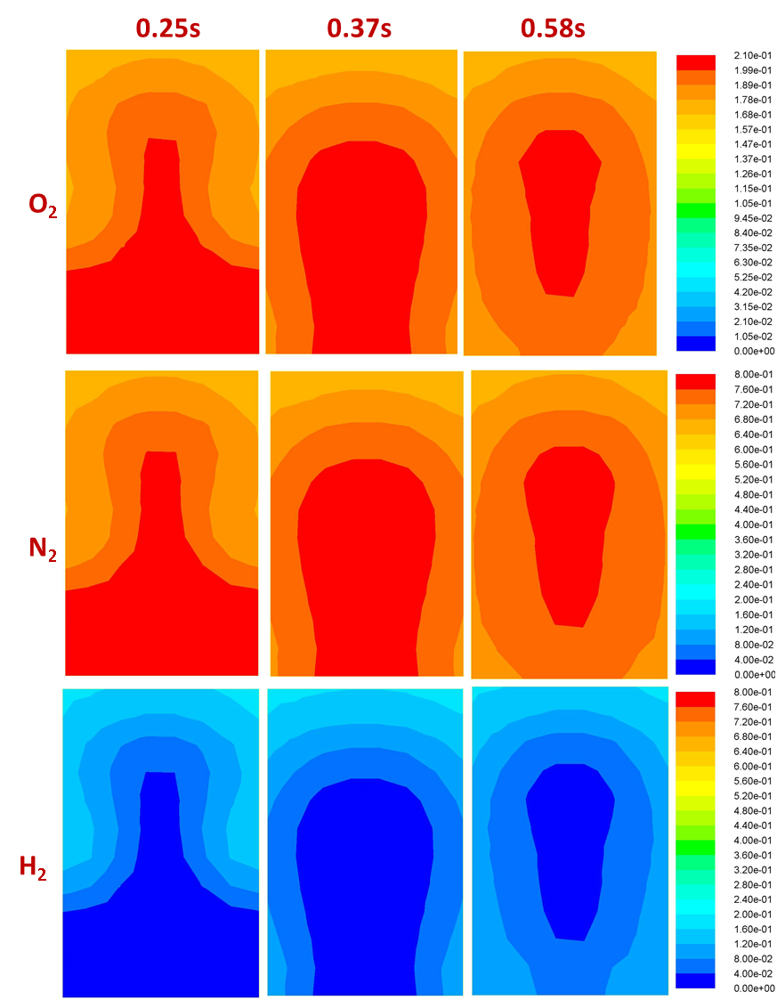 0.25s 0.37s 0.58s
O2
2.10e-01
1.99e-01
1.89e-01
1.78e-01
1.68e-01
1.57e-01
1.47e-01
1.37e-01
1.26e-01
1.15e-01
1.05e-01
9.45e-02
8.40e-02
7.35e-02
6.30e-02
5.25e-02
4.20e-02
3.15e-02
2.10e-02
1.05e-02
0.00e+00
N2
8.00e-01
7.60e-01
7.20e-01
6.80e-01
6.40e-01
6.00e-01
5.60e-01
5.20e-01
4.80e-01
4.40e-01
4.00e-01
3.60e-01
3.20e-01
2.80e-01
2.40e-01
2.00e-01
1.60e-01
1.20e-01
8.00e-02
4.00e-02
0.00e+00
H2
8.00e-01
7.60e-01
7.20e-01
6.80e-01
6.40e-01
6.00e-01
5.60e-01
5.20e-01
4.80e-01
4.40e-01
4.00e-01
3.60e-01
3.20e-01
2.80e-01
2.40e-01
2.00e-01
1.60e-01
1.20e-01
8.00e-02
4.00e-02
0.00e+00